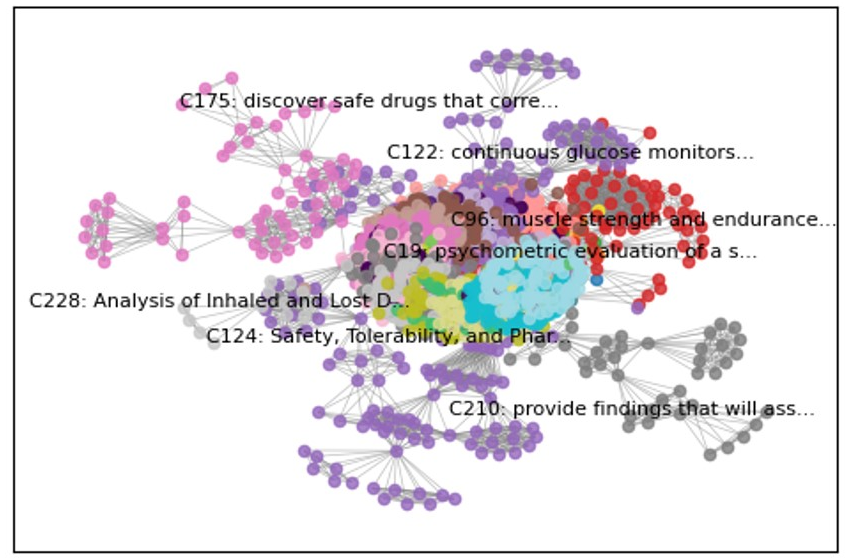 C175: discover safe drugs that corre...
C122: continuous glucose monitors...
C96: muscle strength and endurance...
C19: psychometric evaluation of a s...
C228: Analysis of Inhaled and Lost D...
C124: Safety, Tolerability, and Phar...
C210: provide findings that will ass...